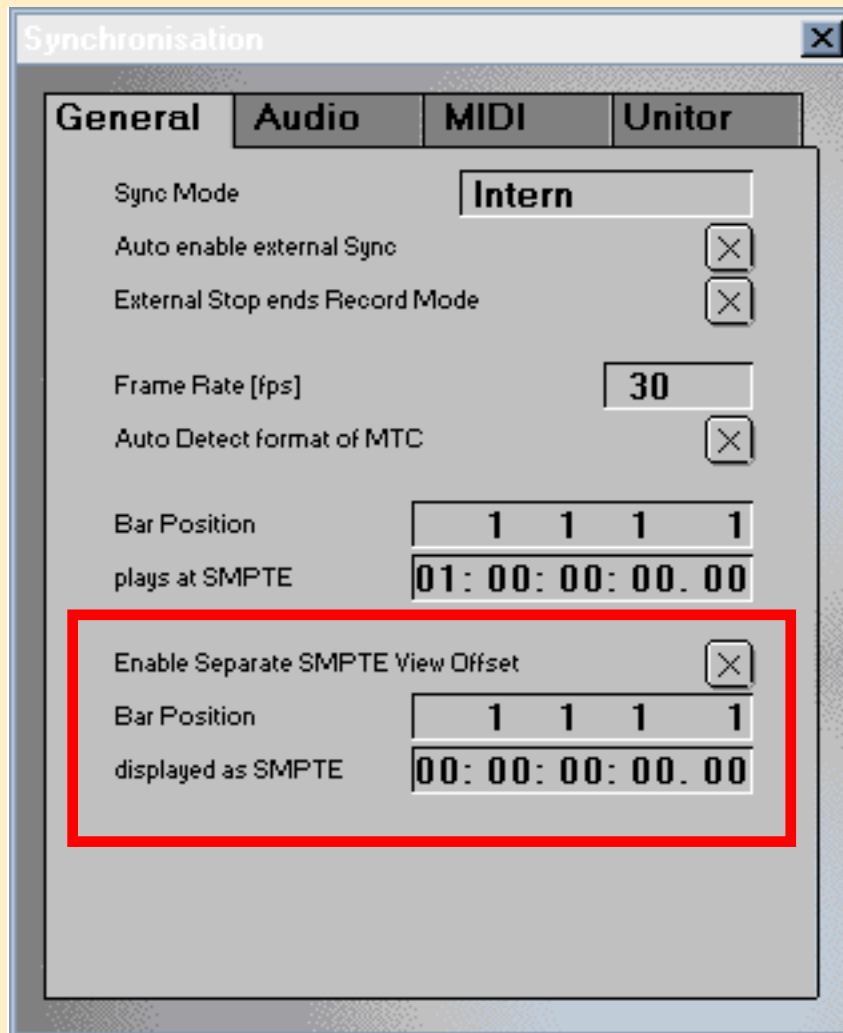 Synchronisation
General Audio MIDI Unitor
Sync Mode Intern
Auto enable external Sync
External Stop ends Record Mode
Frame Rate [fps] 30
Auto Detect format of MTC
Bar Position 1 1 1 1
plays at SMPTE 01:00:00:00.00
Enable Separate SMPTE View Offset
Bar Position 1 1 1 1
displayed as SMPTE 00:00:00:00.00